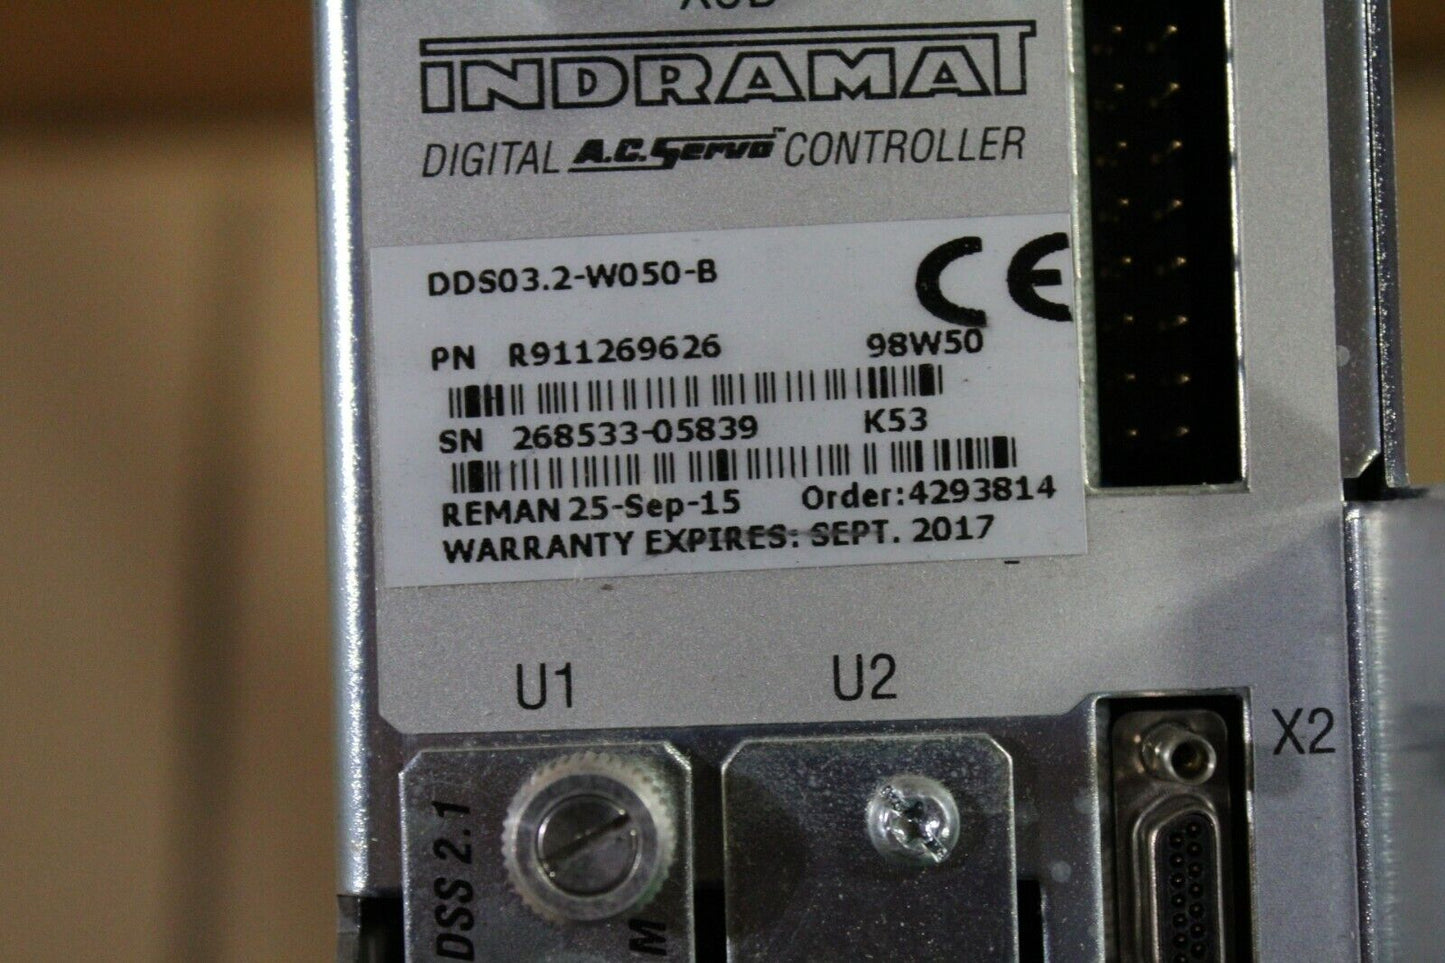 INDRAMAT
DIGITAL A.C. Servo™ CONTROLLER
DDS03.2-W050-B
CE
PN R911269626 98W50
SN 268533-05839 K53
REMAN 25-Sep-15 Order:4293814
WARRANTY EXPIRES: SEPT. 2017
U1 U2
X2
DSS 2.1
M